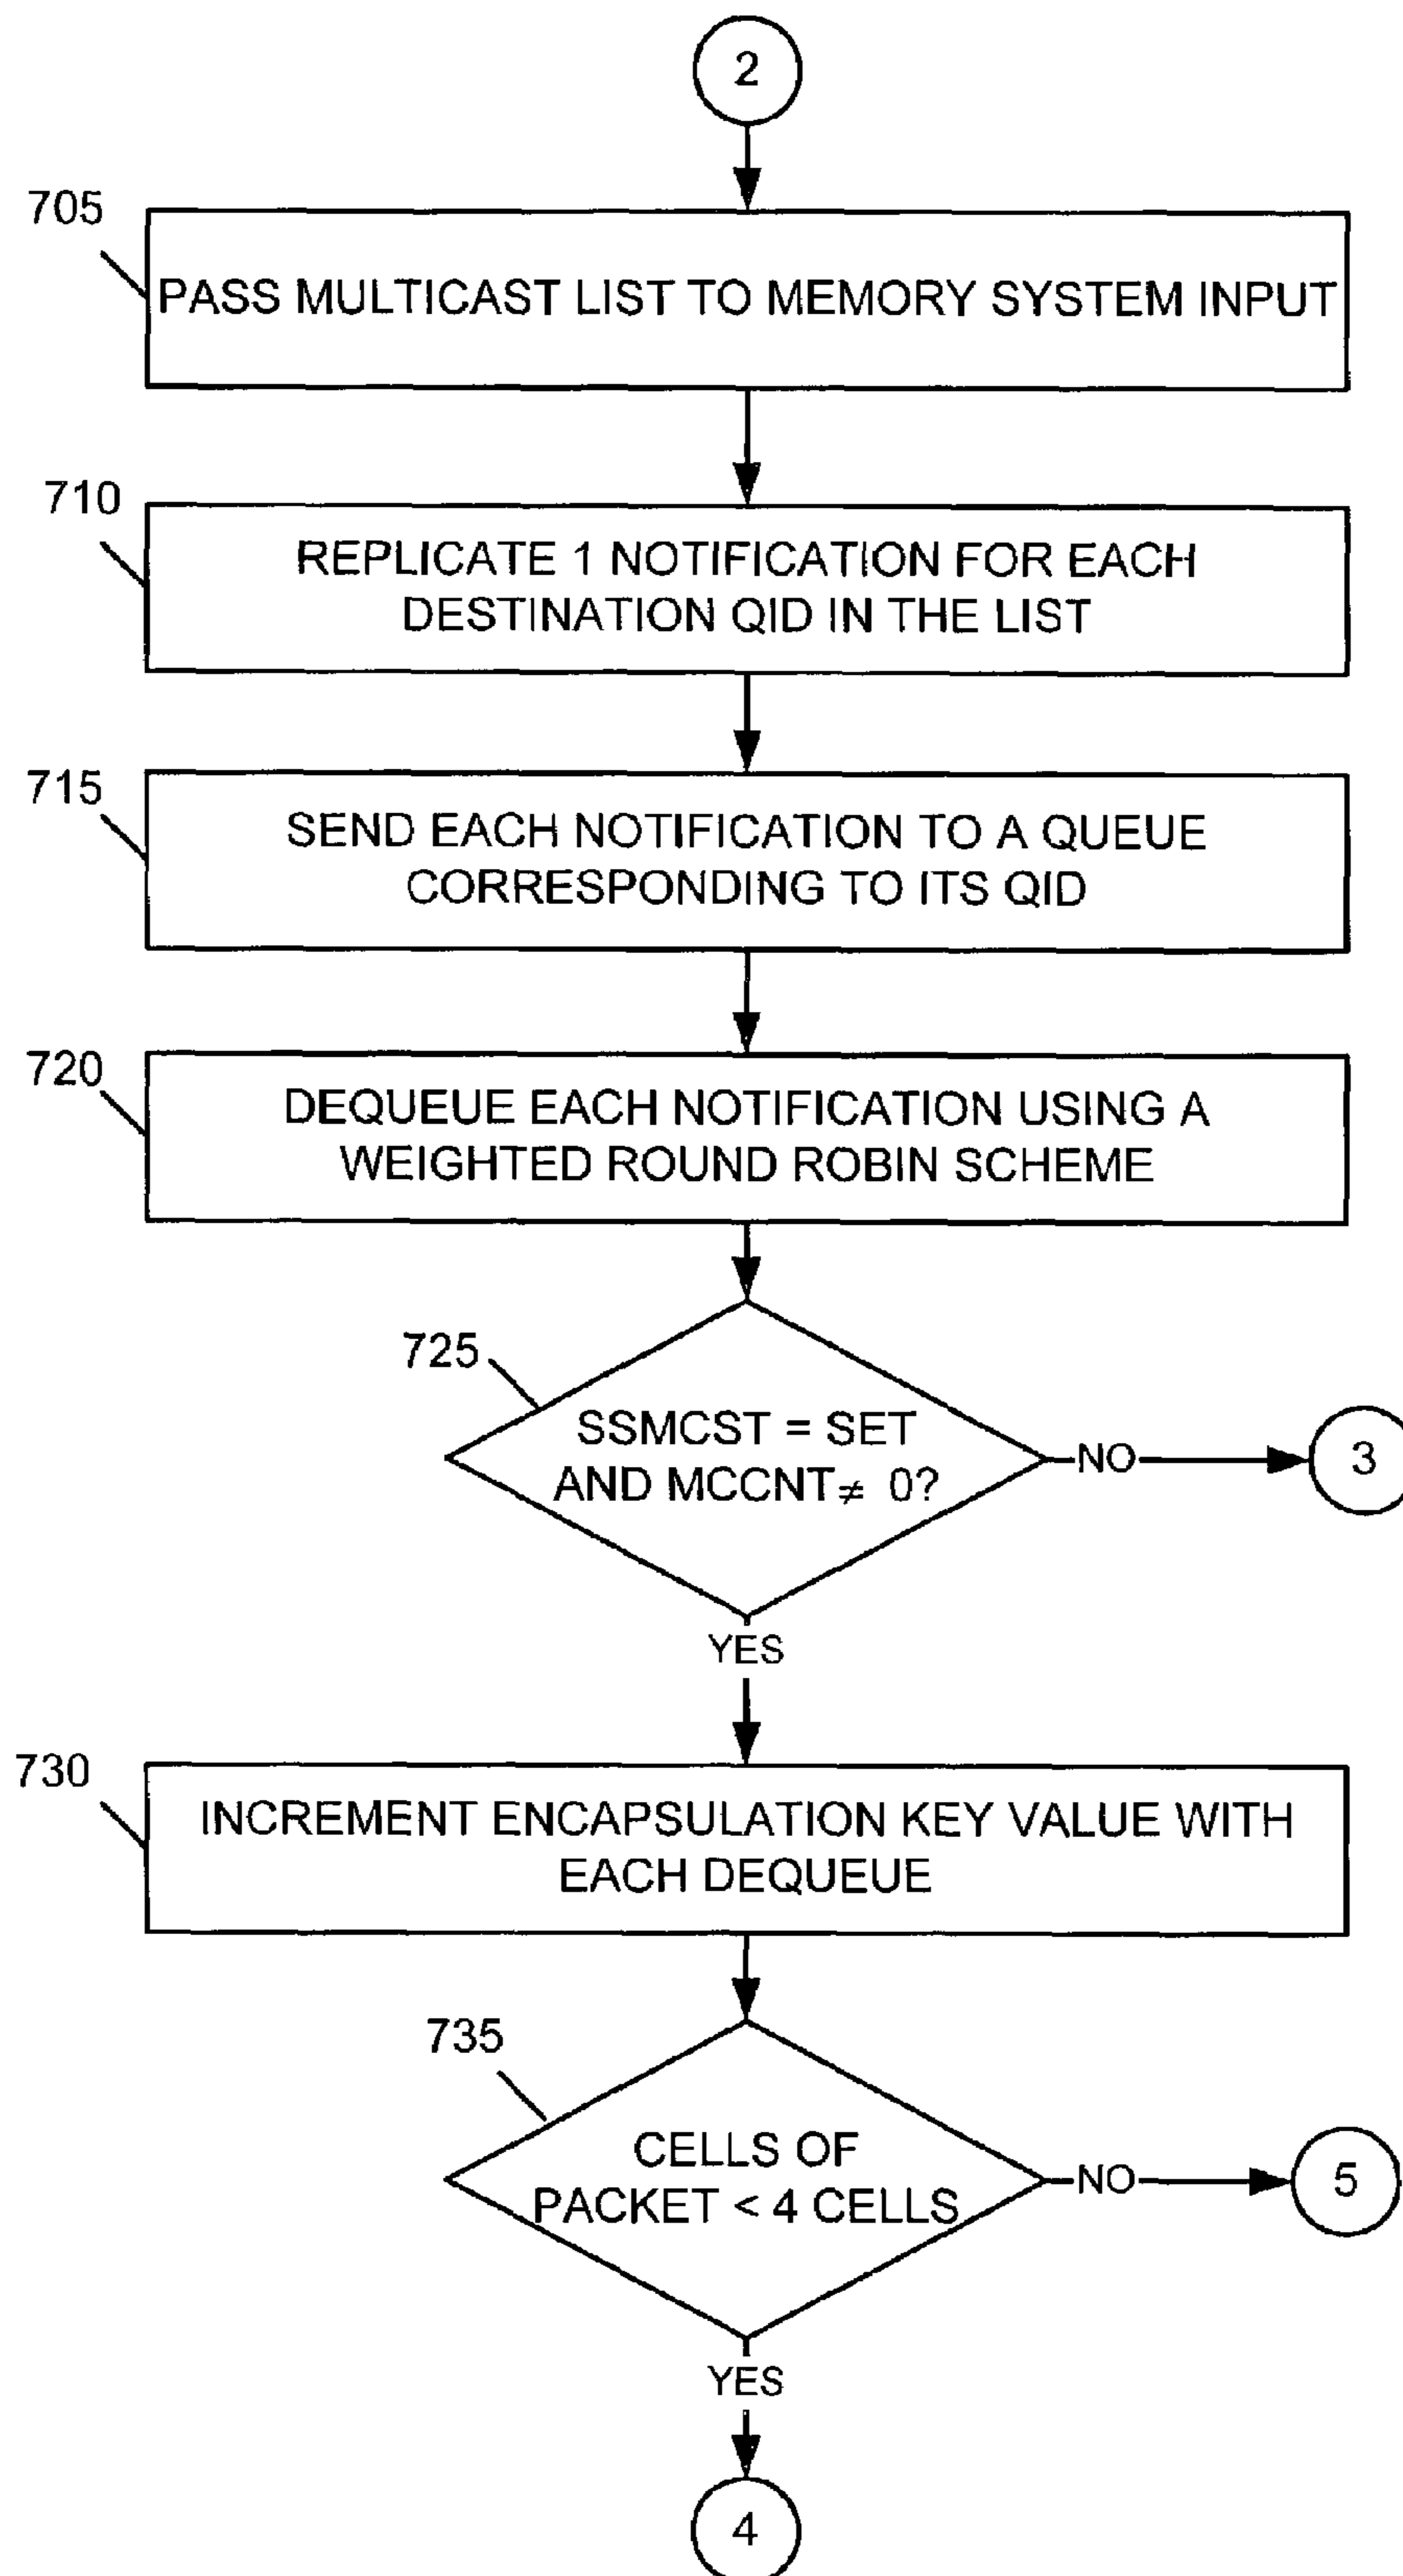 2
705
PASS MULTICAST LIST TO MEMORY SYSTEM INPUT
710
REPLICATE 1 NOTIFICATION FOR EACH
DESTINATION QID IN THE LIST
715
SEND EACH NOTIFICATION TO A QUEUE
CORRESPONDING TO ITS QID
720
DEQUEUE EACH NOTIFICATION USING A
WEIGHTED ROUND ROBIN SCHEME
725
SSMCST = SET
AND MCCNT ≠ 0?
NO
3
YES
730
INCREMENT ENCAPSULATION KEY VALUE WITH
EACH DEQUEUE
735
CELLS OF
PACKET < 4 CELLS
NO
5
YES
4